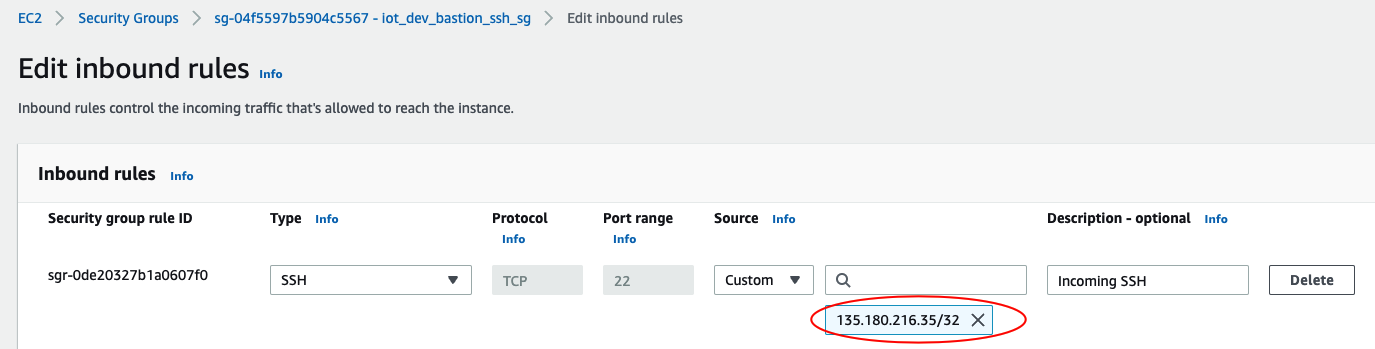 EC2 > Security Groups > sg-04f5597b5904c5567 - iot_dev_bastion_ssh_sg > Edit inbound rules
Edit inbound rules Info
Inbound rules control the incoming traffic that's allowed to reach the instance.
Inbound rules Info
Security group rule ID Type Info Protocol Port range Source Info Description - optional Info
Info Info
sgr-0de20327b1a0607f0 SSH TCP 22 Custom Incoming SSH Delete
135.180.216.35/32